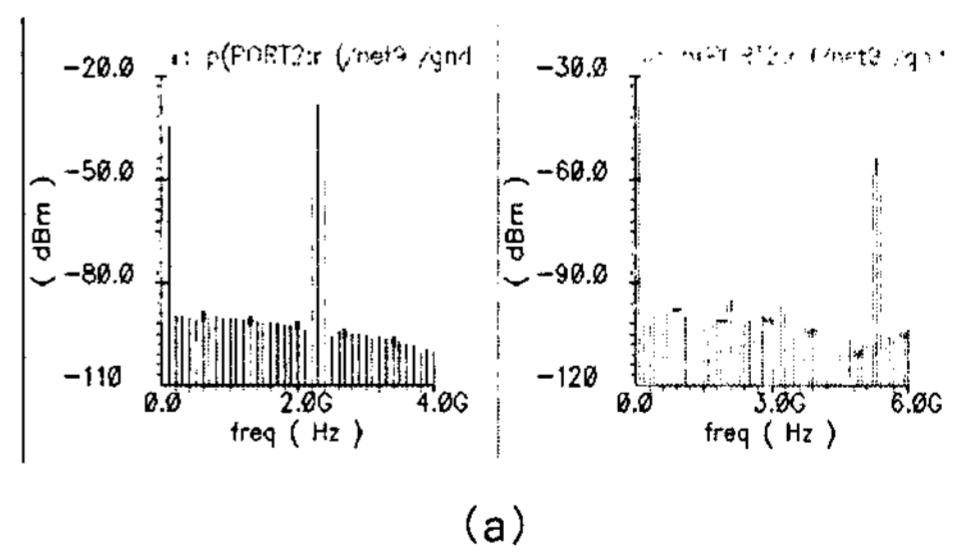 p(PORT2:r (/net9 /gnd
-20.0
-50.0
( dBm )
-80.0
-110
0.0 2.0G 4.0G
freq ( Hz )
-30.0
-60.0
( dBm )
-90.0
-120
0.0 3.0G 6.0G
freq ( Hz )
(a)